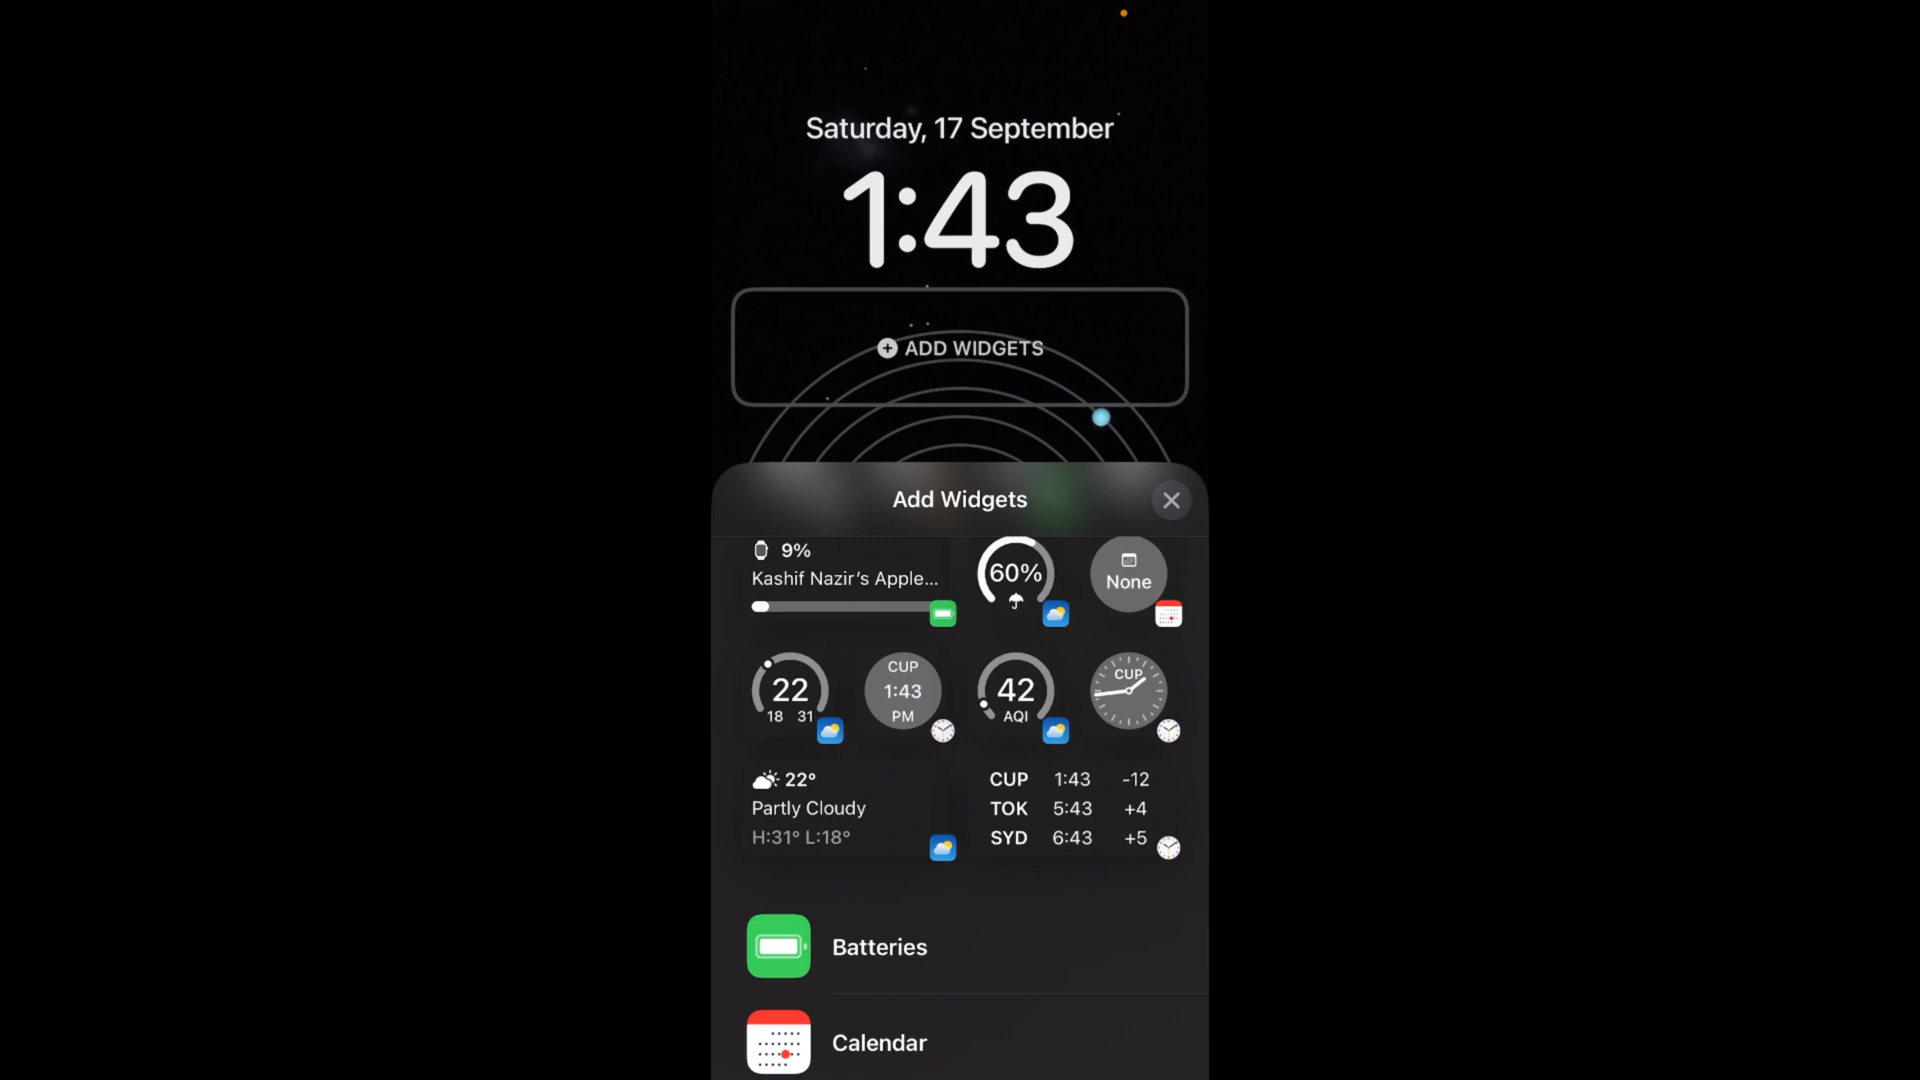 Saturday, 17 September
1:43
ADD WIDGETS
Add Widgets
9%
Kashif Nazir's Apple...
60%
None
22
18 31
CUP
1:43
PM
42
AQI
CUP
22°
Partly Cloudy
H:31° L:18°
CUP 1:43 -12
TOK 5:43 +4
SYD 6:43 +5
Batteries
Calendar